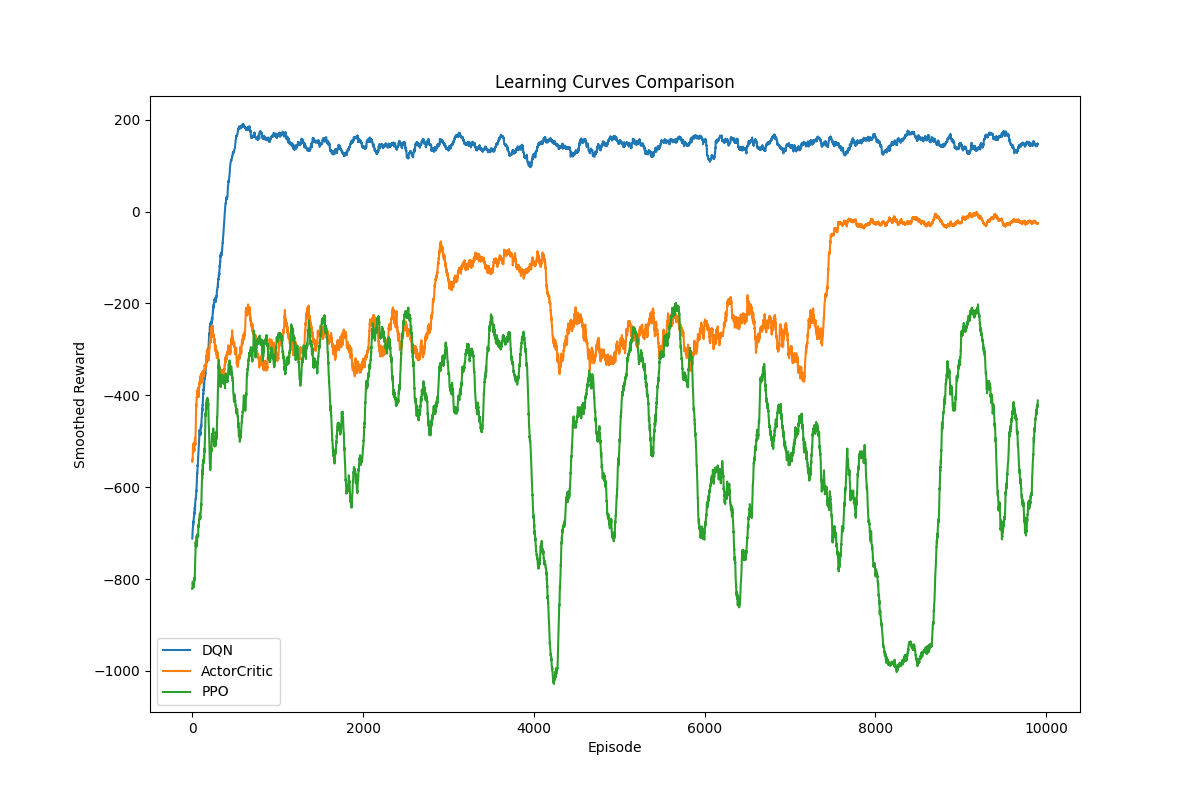 Learning Curves Comparison
200
0
−200
−400
−600
−800
−1000
Smoothed Reward
DQN
ActorCritic
PPO
0
2000
4000
6000
8000
10000
Episode